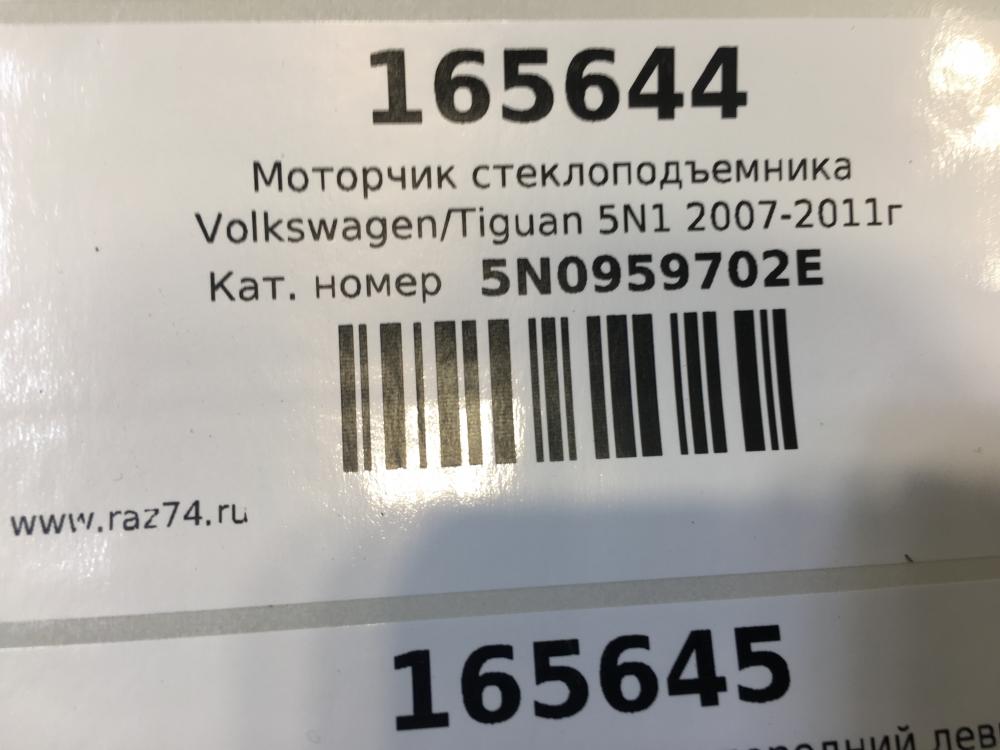 165644
Моторчик стеклоподъемника
Volkswagen/Tiguan 5N1 2007-2011г
Кат. номер 5N0959702E
www.raz74.ru
165645